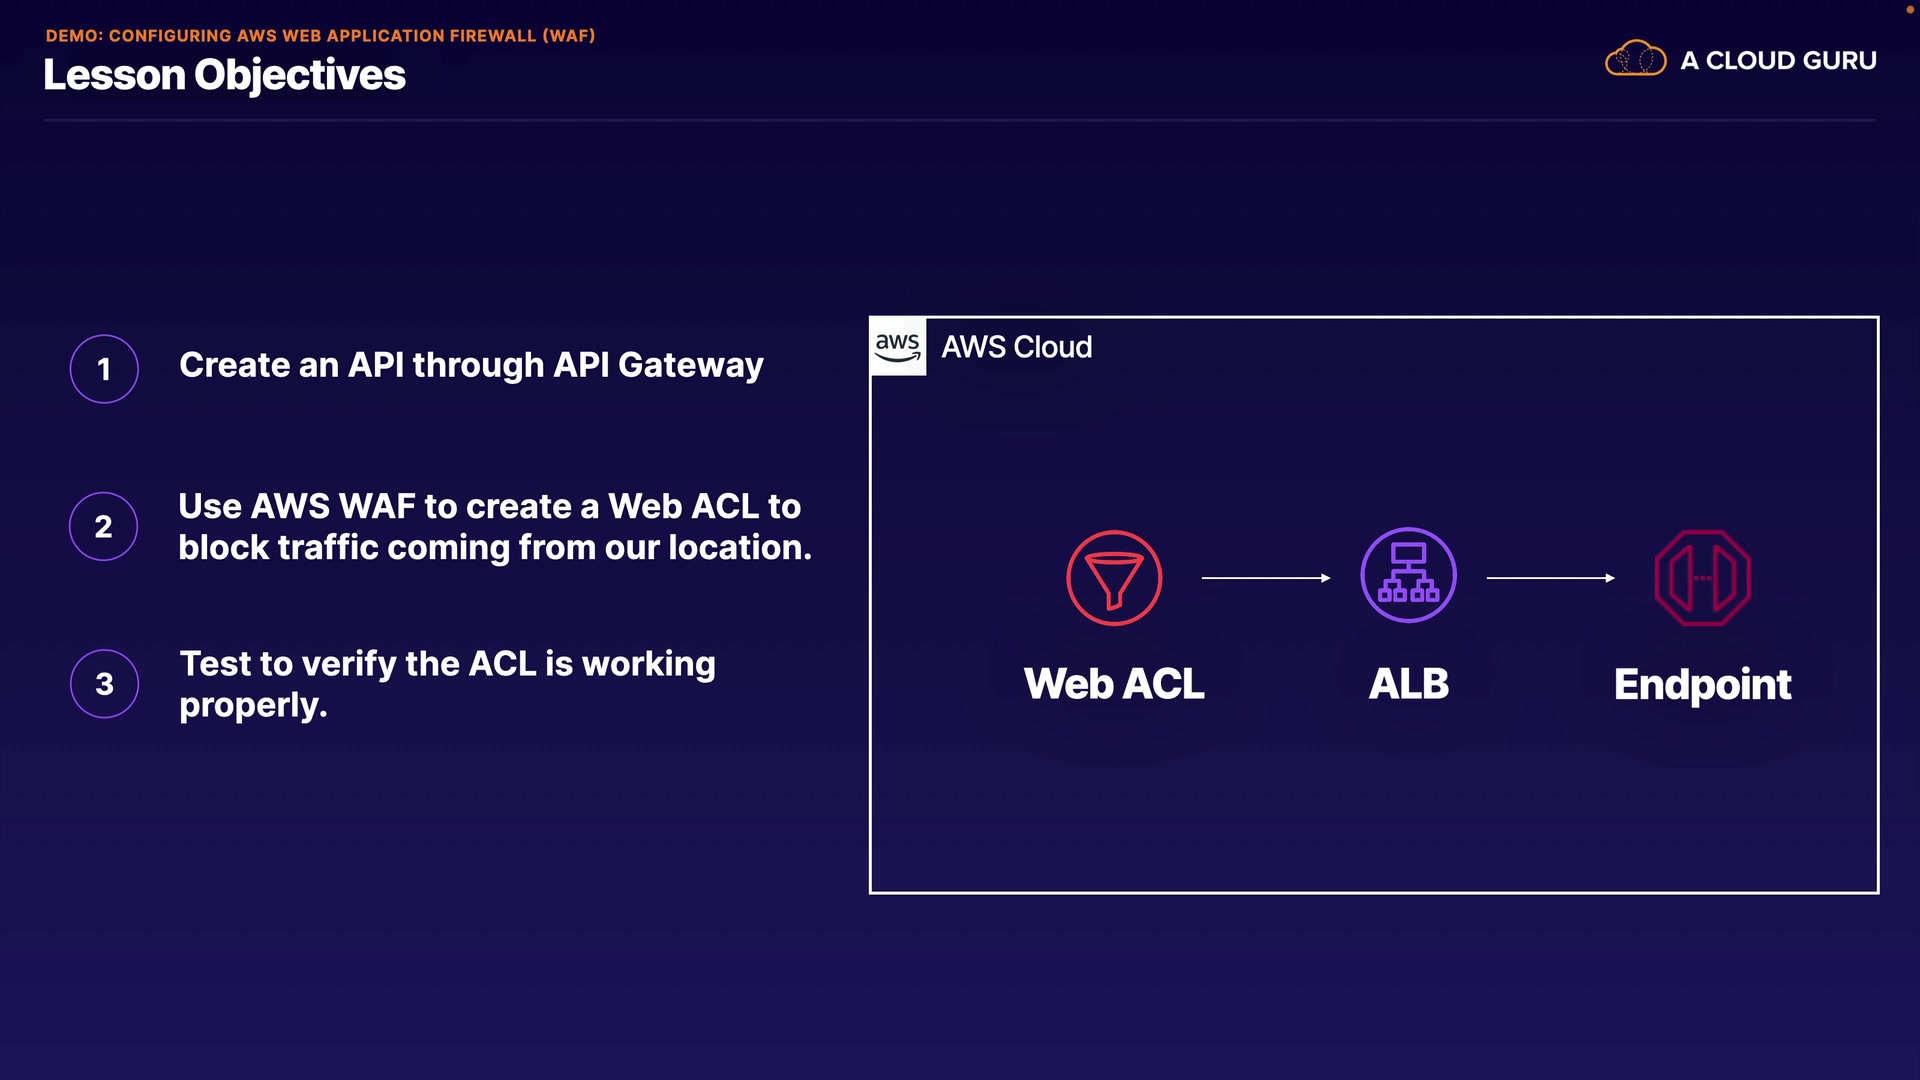 DEMO: CONFIGURING AWS WEB APPLICATION FIREWALL (WAF)
Lesson Objectives
A CLOUD GURU
1
Create an API through API Gateway
2
Use AWS WAF to create a Web ACL to
block traffic coming from our location.
3
Test to verify the ACL is working
properly.
aws
AWS Cloud
Web ACL
ALB
Endpoint